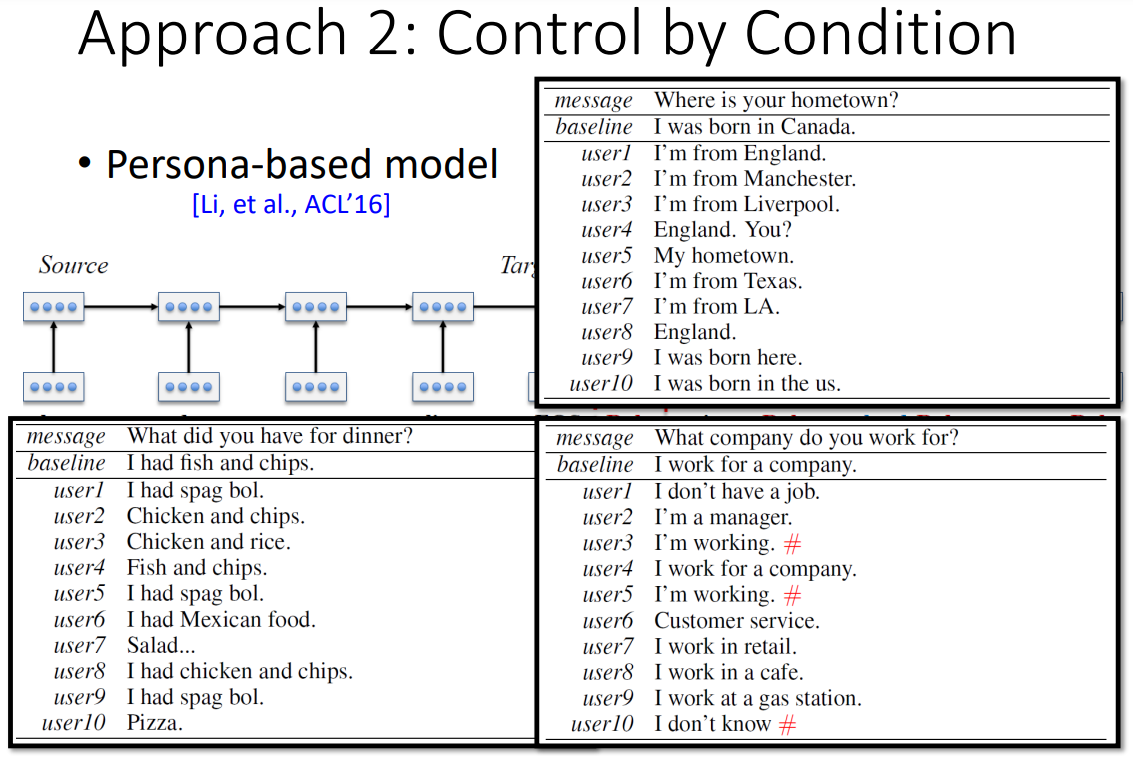 Approach 2: Control by Condition
• Persona-based model
[Li, et al., ACL’16]
Source
message Where is your hometown?
baseline I was born in Canada.
user1 I’m from England.
user2 I’m from Manchester.
user3 I’m from Liverpool.
user4 England. You?
user5 My hometown.
user6 I’m from Texas.
user7 I’m from LA.
user8 England.
user9 I was born here.
user10 I was born in the us.
message What did you have for dinner?
baseline I had fish and chips.
user1 I had spag bol.
user2 Chicken and chips.
user3 Chicken and rice.
user4 Fish and chips.
user5 I had spag bol.
user6 I had Mexican food.
user7 Salad...
user8 I had chicken and chips.
user9 I had spag bol.
user10 Pizza.
message What company do you work for?
baseline I work for a company.
user1 I don’t have a job.
user2 I’m a manager.
user3 I’m working. #
user4 I work for a company.
user5 I’m working. #
user6 Customer service.
user7 I work in retail.
user8 I work in a cafe.
user9 I work at a gas station.
user10 I don’t know #